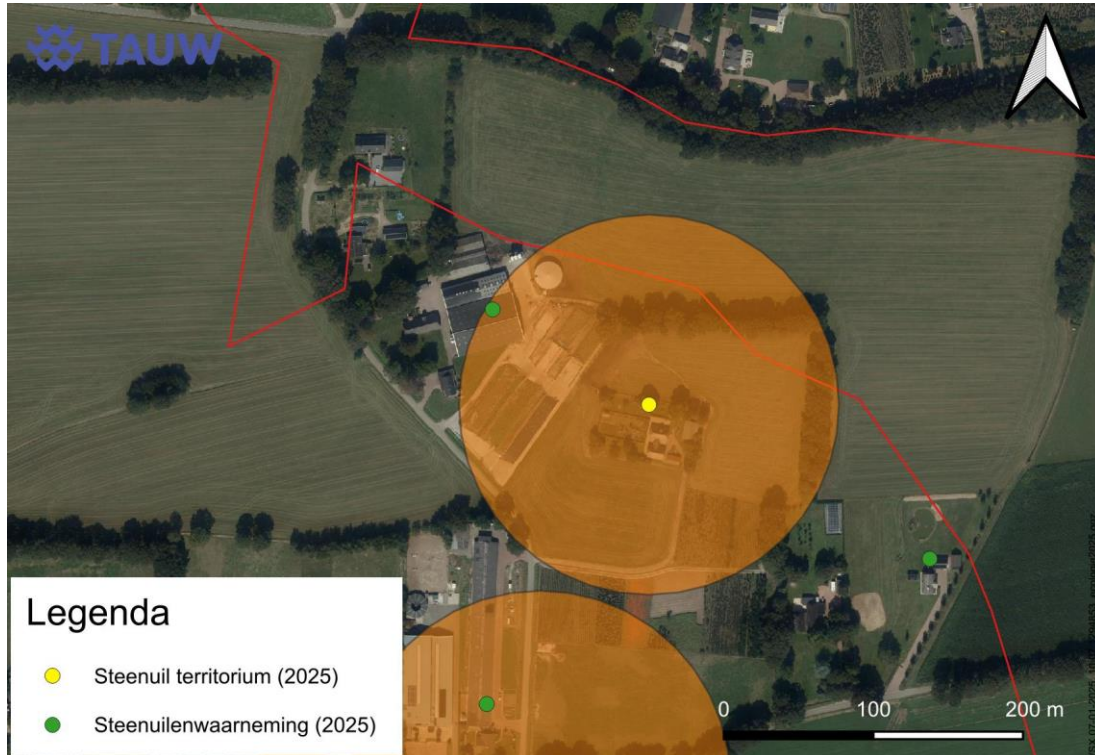 TAUW
Legenda
Steenuil territorium (2025)
Steenuilenwaarneming (2025)
0 100 200 m